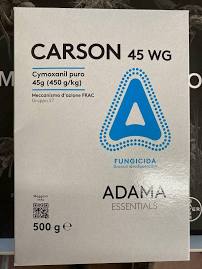 CARSON 45 WG
Cymoxanil puro
45g (450 g/kg)
Meccanismo d'azione FRAC
Gruppo 27
FUNGICIDA
ADAMA
ESSENTIALS
500 g e